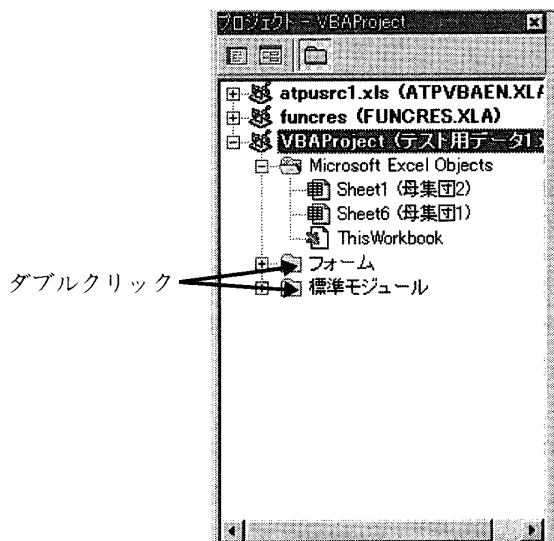 プロジェクト - VBAProject
atpusrc1.xls (ATPVBAEN.XLA
funcres (FUNCRES.XLA)
VBAProject (テスト用データ1.x
Microsoft Excel Objects
Sheet1 (母集団2)
Sheet6 (母集団1)
ThisWorkbook
フォーム
標準モジュール
ダブルクリック